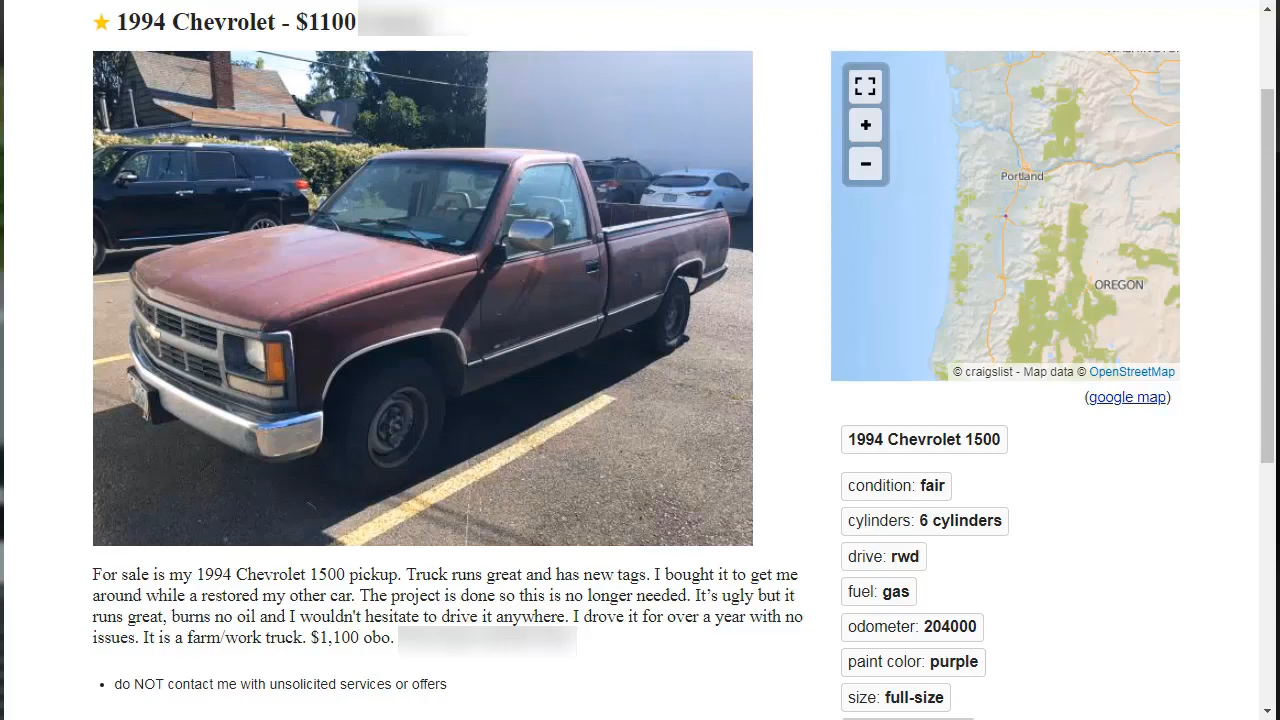 ★ 1994 Chevrolet - $1100
WASHINGTON
Portland
OREGON
© craigslist - Map data © OpenStreetMap
(google map)
1994 Chevrolet 1500
condition: fair
cylinders: 6 cylinders
drive: rwd
fuel: gas
odometer: 204000
paint color: purple
size: full-size
For sale is my 1994 Chevrolet 1500 pickup. Truck runs great and has new tags. I bought it to get me
around while a restored my other car. The project is done so this is no longer needed. It’s ugly but it
runs great, burns no oil and I wouldn't hesitate to drive it anywhere. I drove it for over a year with no
issues. It is a farm/work truck. $1,100 obo.
• do NOT contact me with unsolicited services or offers